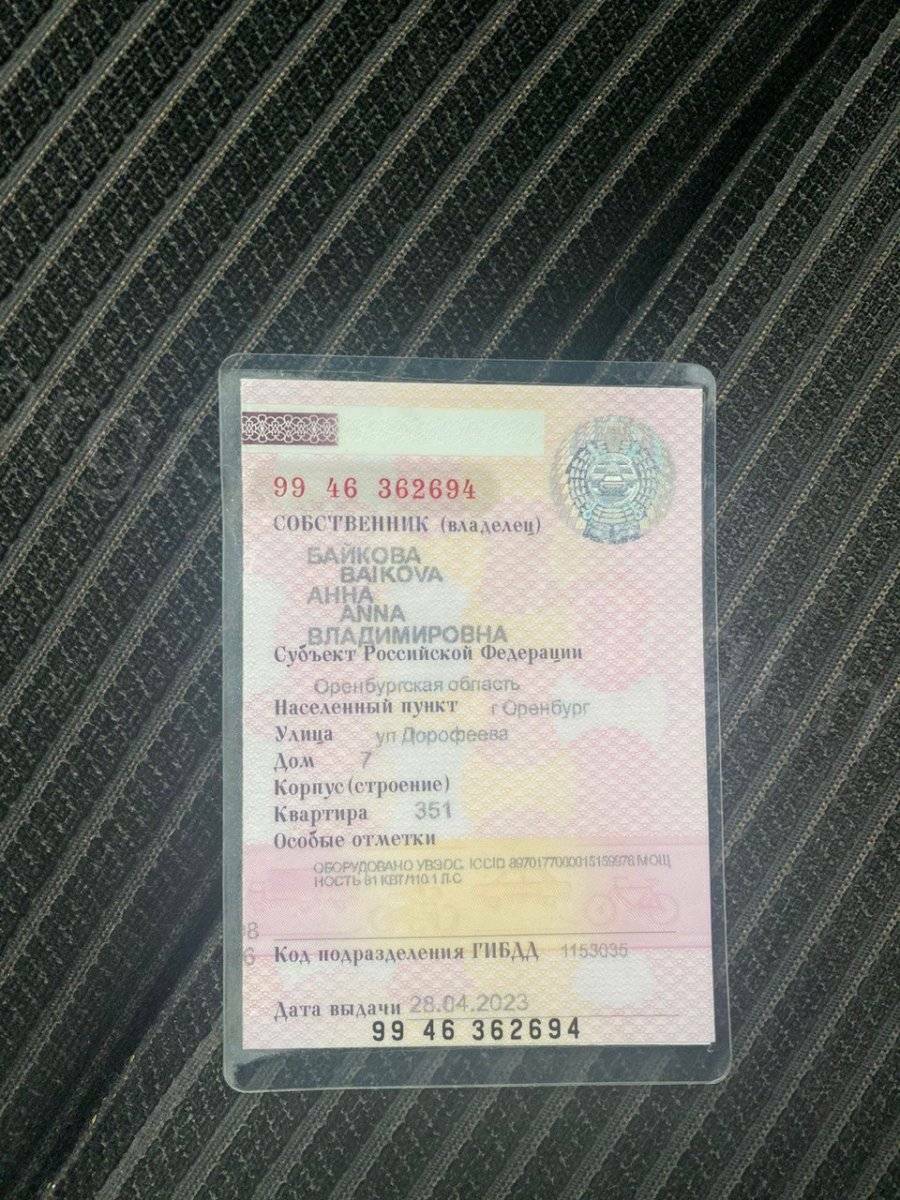 99 46 362694
СОБСТВЕННИК (владелец)
БАЙКОВА
BAIKOVA
АННА
ANNA
ВЛАДИМИРОВНА
Субъект Российской Федерации
Оренбургская область
Населенный пункт г Оренбург
Улица ул Дорофеева
Дом 7
Корпус (строение)
Квартира 351
Особые отметки
ОБОРУДОВАНО УВЭОС. ICCID МОЩ
НОСТЬ 81 КВТ/110.1 Л.С
Код подразделения ГИБДД 1153035
Дата выдачи 28.04.2023
99 46 362694